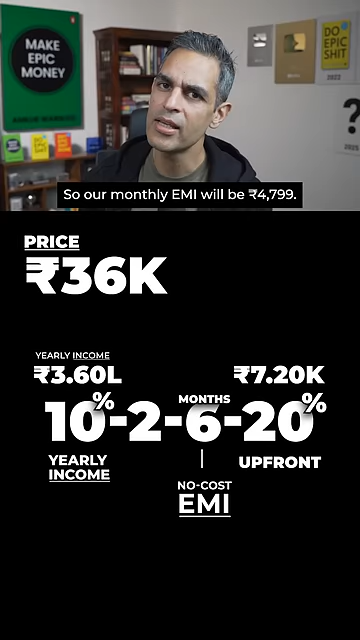 MAKE
EPIC
MONEY
DO
EPIC
SHIT
2022
?
So our monthly EMI will be ₹4,799.
PRICE
₹36K
YEARLY INCOME
₹3.60L
₹7.20K
MONTHS
10%-2-6-20%
YEARLY
INCOME
UPFRONT
NO-COST
EMI